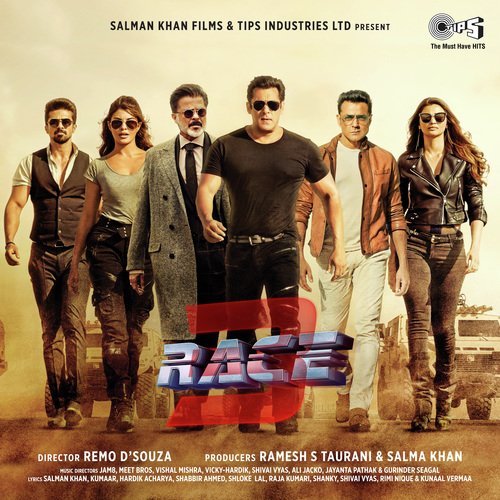 SALMAN KHAN FILMS & TIPS INDUSTRIES LTD PRESENT
TIPS
The Must Have HITS
RACE
3
DIRECTOR REMO D'SOUZA PRODUCERS RAMESH S TAURANI & SALMA KHAN
MUSIC DIRECTORS JAM8, MEET BROS, VISHAL MISHRA, VICKY-HARDIK, SHIVAI VYAS, ALI JACKO, JAYANTA PATHAK & GURINDER SEAGAL
LYRICS SALMAN KHAN, KUMAAR, HARDIK ACHARYA, SHABBIR AHMED, SHLOKE LAL, RAJA KUMARI, SHANKY, SHIVAI VYAS, RIMI NIQUE & KUNAAL VERMAA